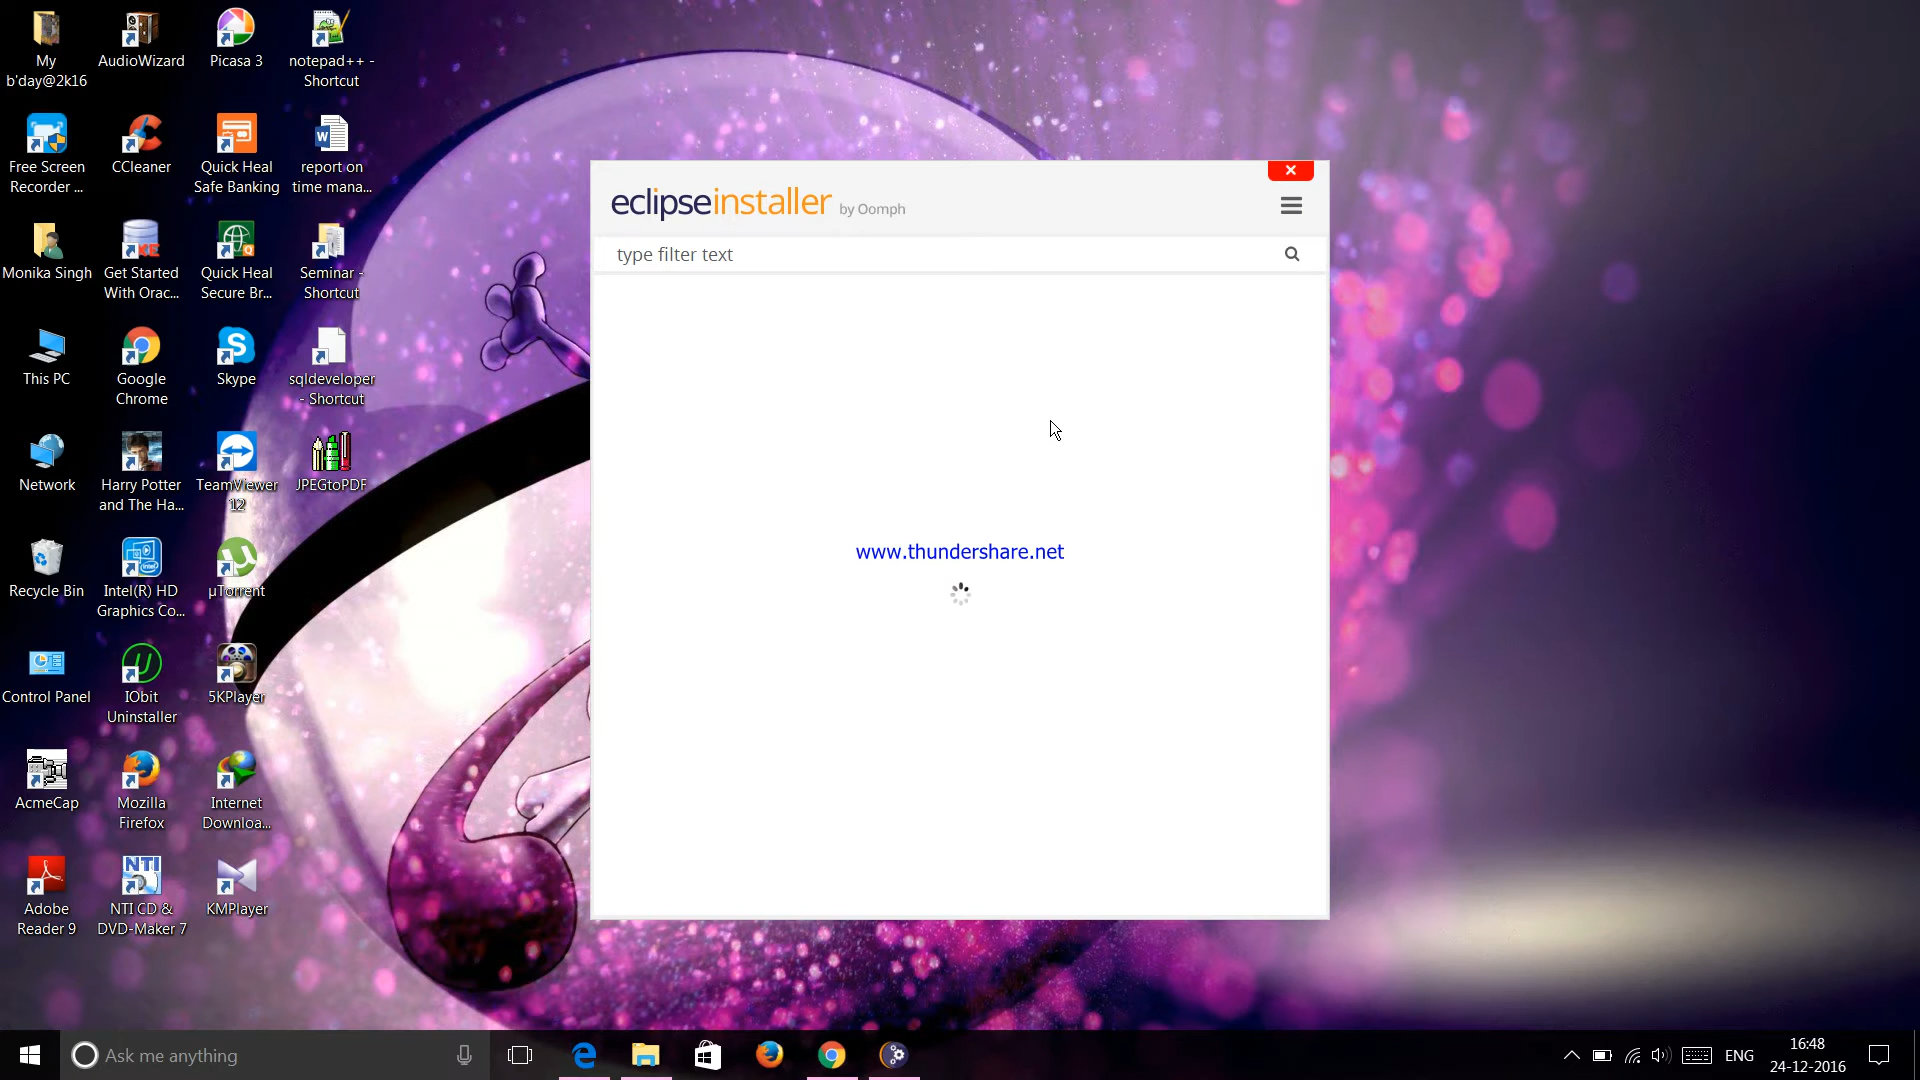 My
b'day@2k16
AudioWizard
Picasa 3
notepad++ -
Shortcut
Free Screen
Recorder ...
CCleaner
Quick Heal
Safe Banking
report on
time mana...
Monika Singh
Get Started
With Orac...
Quick Heal
Secure Br...
Seminar -
Shortcut
This PC
Google
Chrome
Skype
sqldeveloper
- Shortcut
Network
Harry Potter
and The Ha...
TeamViewer
12
JPEGtoPDF
Recycle Bin
Intel(R) HD
Graphics Co...
µTorrent
Control Panel
IObit
Uninstaller
5KPlayer
AcmeCap
Mozilla
Firefox
Internet
Downloa...
Adobe
Reader 9
NTI
NTI CD &
DVD-Maker 7
KMPlayer
eclipseinstaller by Oomph
type filter text
www.thundershare.net
Ask me anything
ENG
16:48
24-12-2016